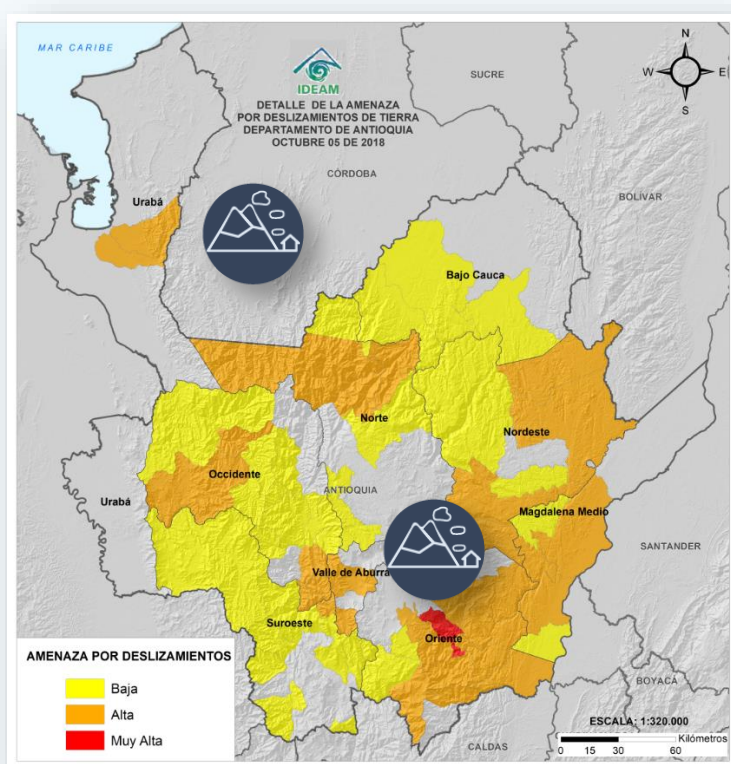 MAR CARIBE
IDEAM
DETALLE DE LA AMENAZA
POR DESLIZAMIENTOS DE TIERRA
DEPARTAMENTO DE ANTIOQUIA
OCTUBRE 05 DE 2018
N
W
E
S
SUCRE
CÓRDOBA
BOLÍVAR
Urabá
Bajo Cauca
Norte
Nordeste
Occidente
Urabá
ANTIOQUIA
Magdalena Medio
SANTANDER
Valle de Aburrá
Suroeste
Oriente
AMENAZA POR DESLIZAMIENTOS
Baja
Alta
Muy Alta
BOYACÁ
CALDAS
ESCALA: 1:320.000
Kilómetros
0 15 30 60